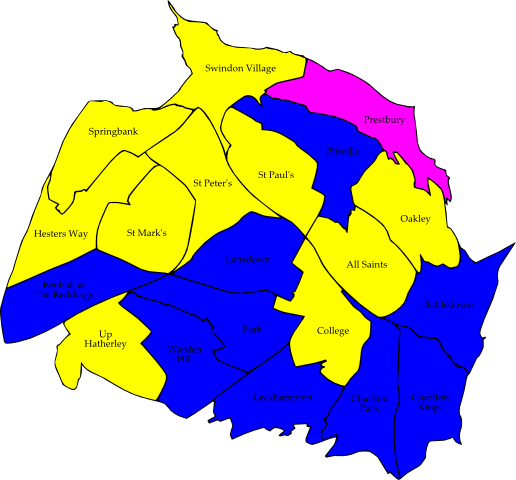 Swindon Village
Prestbury
Springbank
Pittville
St Paul's
St Peter's
Oakley
Hesters Way
St Mark's
Lansdown
All Saints
Benhall &
The Reddings
Battledown
Up
Hatherley
Park
College
Warden
Hill
Leckhampton
Charlton
Park
Charlton
Kings